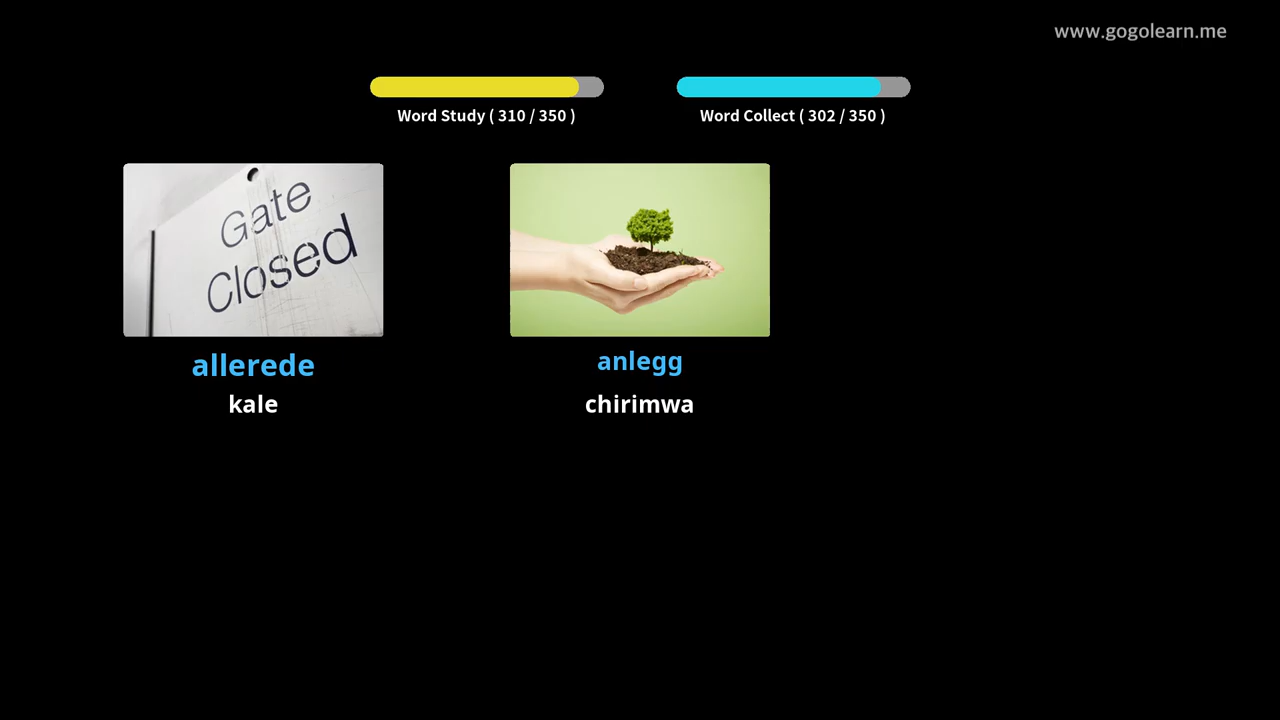 www.gogolearn.me
Word Study ( 310 / 350 )
Word Collect ( 302 / 350 )
Gate
Closed
allerede
kale
anlegg
chirimwa